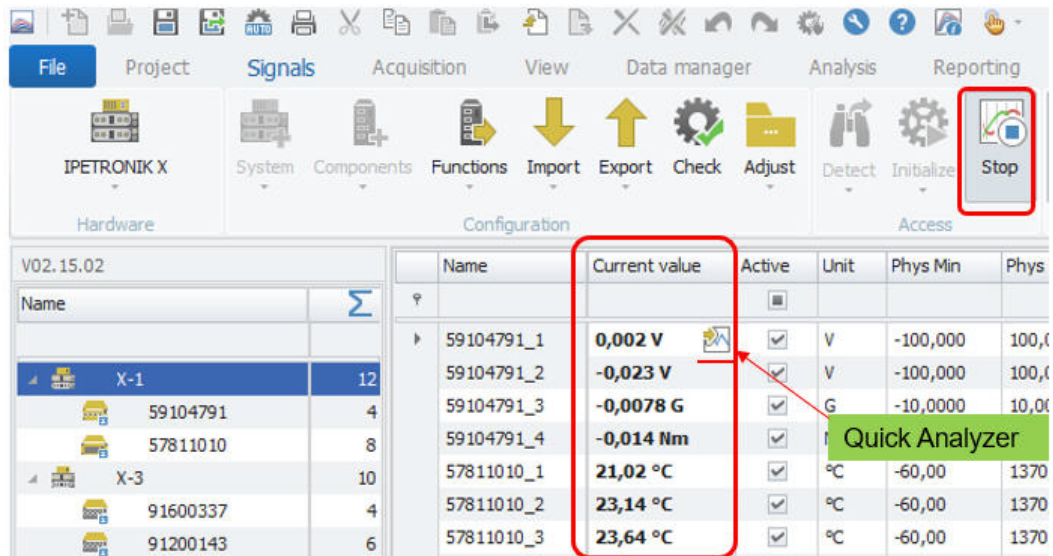 AUTO
File Project Signals Acquisition View Data manager Analysis Reporting
IPETRONIK X System Components Functions Import Export Check Adjust Detect Initialize Stop
Hardware Configuration Access
V02.15.02
Name Σ
X-1 12
59104791 4
57811010 8
X-3 10
91600337 4
91200143 6
Name Current value Active Unit Phys Min Phys
59104791_1 0,002 V V -100,000 100,0
59104791_2 -0,023 V V -100,000 100,0
59104791_3 -0,0078 G G -10,0000 10,00
59104791_4 -0,014 Nm
Quick Analyzer
57811010_1 21,02 °C °C -60,00 1370
57811010_2 23,14 °C °C -60,00 1370
57811010_3 23,64 °C °C -60,00 1370